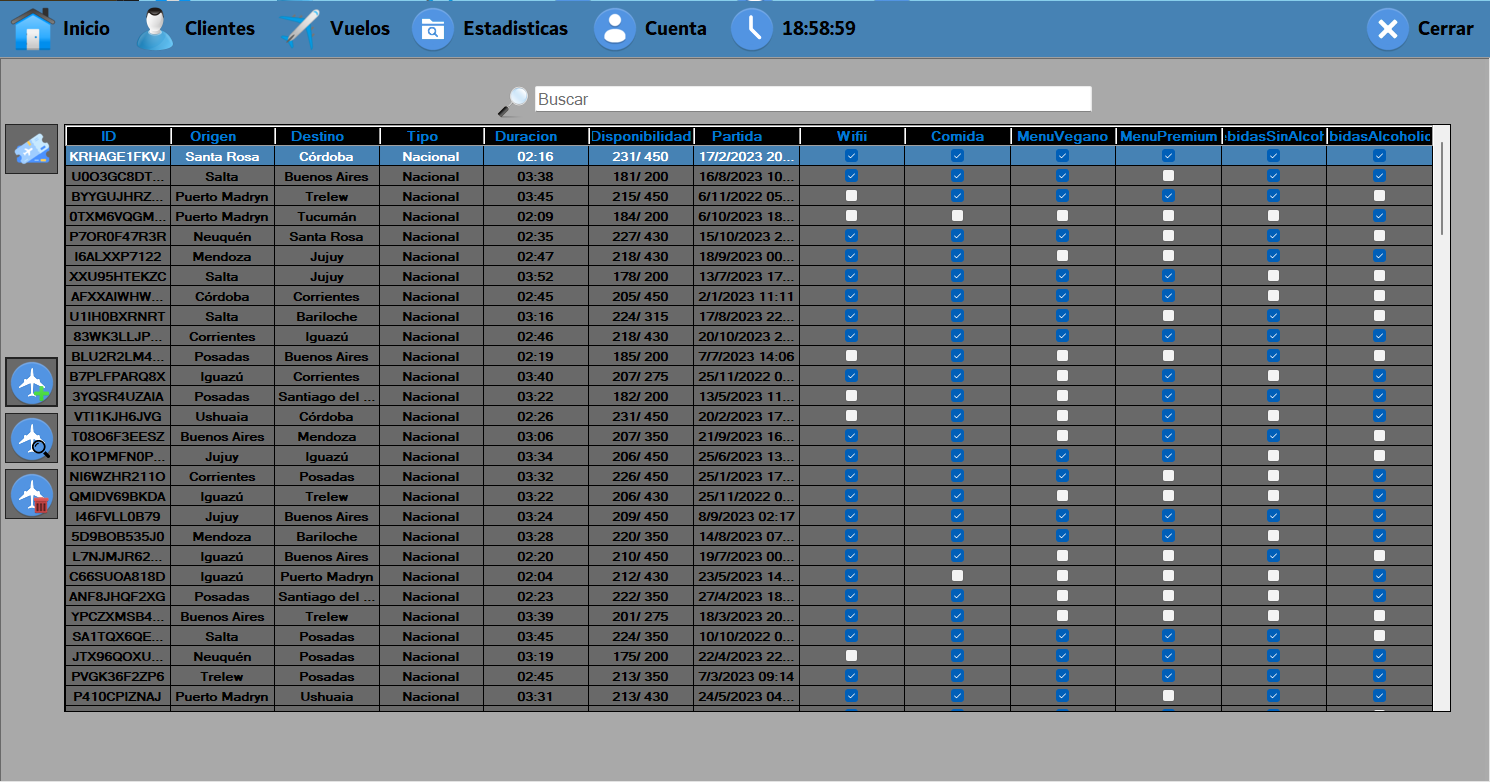 Inicio Clientes Vuelos Estadisticas Cuenta 18:58:59 Cerrar
Buscar
ID Origen Destino Tipo Duracion Disponibilidad Partida Wifii Comida MenuVegano MenuPremium bidasSinAlcoh bidasAlcoholic
KRHAGE1FKVJ Santa Rosa Córdoba Nacional 02:16 231/ 450 17/2/2023 20...
U0O3GC8DT... Salta Buenos Aires Nacional 03:38 181/ 200 16/8/2023 10...
BYYGUJHRZ... Puerto Madryn Trelew Nacional 03:45 215/ 450 6/11/2022 05...
0TXM6VQGM... Puerto Madryn Tucumán Nacional 02:09 184/ 200 6/10/2023 18...
P7OR0F47R3R Neuquén Santa Rosa Nacional 02:35 227/ 430 15/10/2023 2...
I6ALXXP7122 Mendoza Jujuy Nacional 02:47 218/ 430 18/9/2023 00...
XXU95HTEKZC Salta Jujuy Nacional 03:52 178/ 200 13/7/2023 17...
AFXXAIWHW... Córdoba Corrientes Nacional 02:45 205/ 450 2/1/2023 11:11
U1IH0BXRNRT Salta Bariloche Nacional 03:16 224/ 315 17/8/2023 22...
83WK3LLJP... Corrientes Iguazú Nacional 02:46 218/ 430 20/10/2023 2...
BLU2R2LM4... Posadas Buenos Aires Nacional 02:19 185/ 200 7/7/2023 14:06
B7PLFPARQ8X Iguazú Corrientes Nacional 03:40 207/ 275 25/11/2022 0...
3YQSR4UZAIA Posadas Santiago del ... Nacional 03:22 182/ 200 13/5/2023 11...
VTI1KJH6JVG Ushuaia Córdoba Nacional 02:26 231/ 450 20/2/2023 17...
T08O6F3EESZ Buenos Aires Mendoza Nacional 03:06 207/ 350 21/9/2023 16...
KO1PMFN0P... Jujuy Iguazú Nacional 03:34 206/ 450 25/6/2023 13...
NI6WZHR211O Corrientes Posadas Nacional 03:32 226/ 450 25/1/2023 17...
QMIDV69BKDA Iguazú Trelew Nacional 03:22 206/ 430 25/11/2022 0...
I46FVLL0B79 Jujuy Buenos Aires Nacional 03:24 209/ 450 8/9/2023 02:17
5D9BOB535J0 Mendoza Bariloche Nacional 03:28 220/ 350 14/8/2023 07...
L7NJMJR62... Iguazú Buenos Aires Nacional 02:20 210/ 450 19/7/2023 00...
C66SUOA818D Iguazú Puerto Madryn Nacional 02:04 212/ 430 23/5/2023 14...
ANF8JHQF2XG Posadas Santiago del ... Nacional 02:23 222/ 350 27/4/2023 18...
YPCZXMSB4... Buenos Aires Trelew Nacional 03:39 201/ 275 18/3/2023 20...
SA1TQX6QE... Salta Posadas Nacional 03:45 224/ 350 10/10/2022 0...
JTX96QOXU... Neuquén Posadas Nacional 03:19 175/ 200 22/4/2023 22...
PVGK36F2ZP6 Trelew Posadas Nacional 02:45 213/ 350 7/3/2023 09:14
P410CPIZNAJ Puerto Madryn Ushuaia Nacional 03:31 213/ 430 24/5/2023 04...